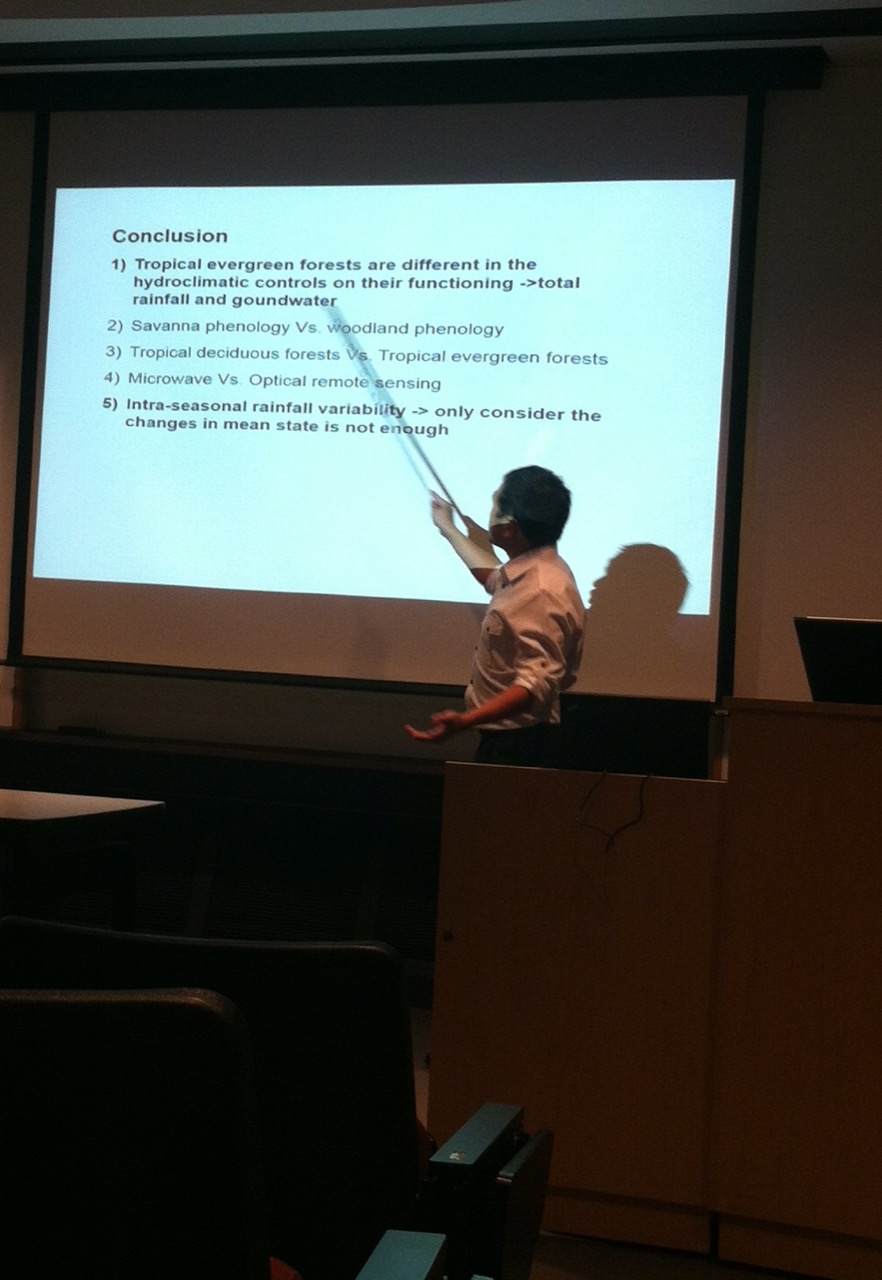 Conclusion
1) Tropical evergreen forests are different in the
hydroclimatic controls on their functioning ->total
rainfall and goundwater
2) Savanna phenology Vs. woodland phenology
3) Tropical deciduous forests Vs. Tropical evergreen forests
4) Microwave Vs. Optical remote sensing
5) Intra-seasonal rainfall variability -> only consider the
changes in mean state is not enough